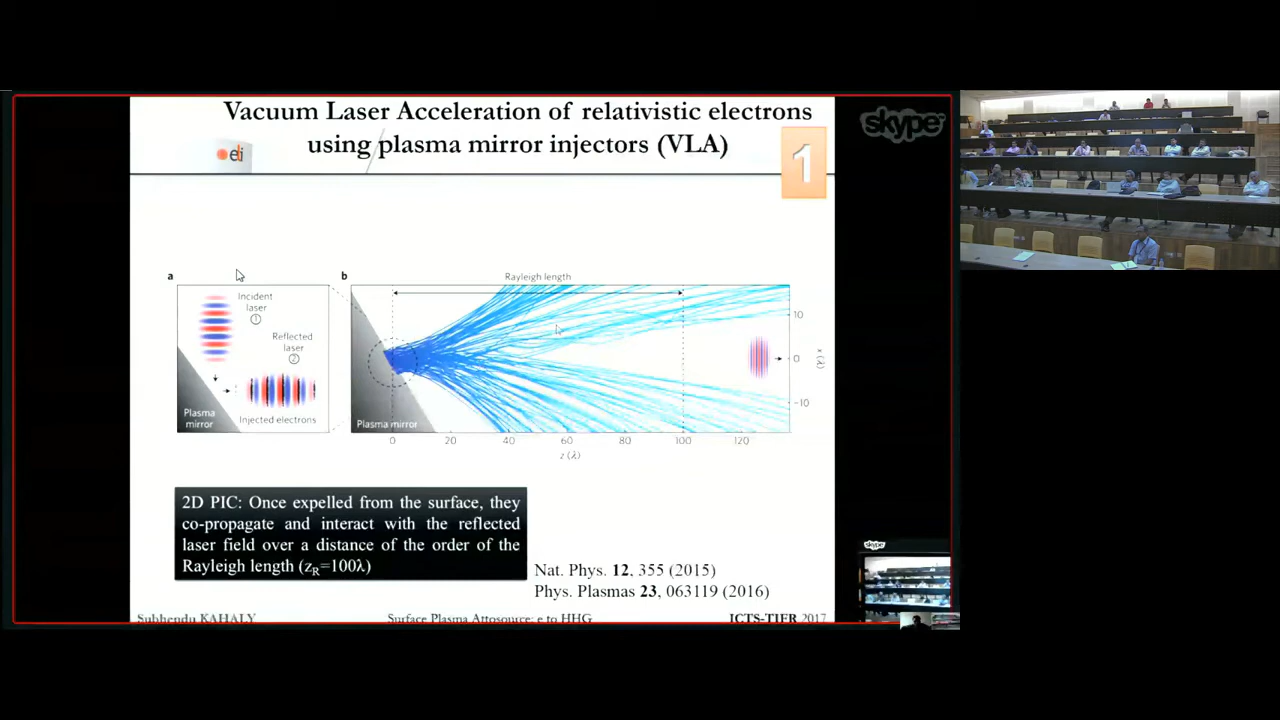 Vacuum Laser Acceleration of relativistic electrons
using plasma mirror injectors (VLA)
eli
1
skype
a
b
Incident
laser
1
Reflected
laser
2
Plasma
mirror
Injected electrons
Rayleigh length
Plasma mirror
10
0
-10
x (λ)
0 20 40 60 80 100 120
z (λ)
2D PIC: Once expelled from the surface, they
co-propagate and interact with the reflected
laser field over a distance of the order of the
Rayleigh length (zR=100λ)
Nat. Phys. 12, 355 (2015)
Phys. Plasmas 23, 063119 (2016)
Subhendu KAHALY
Surface Plasma Attosource: e to HHG
ICTS-TIFR 2017
skype